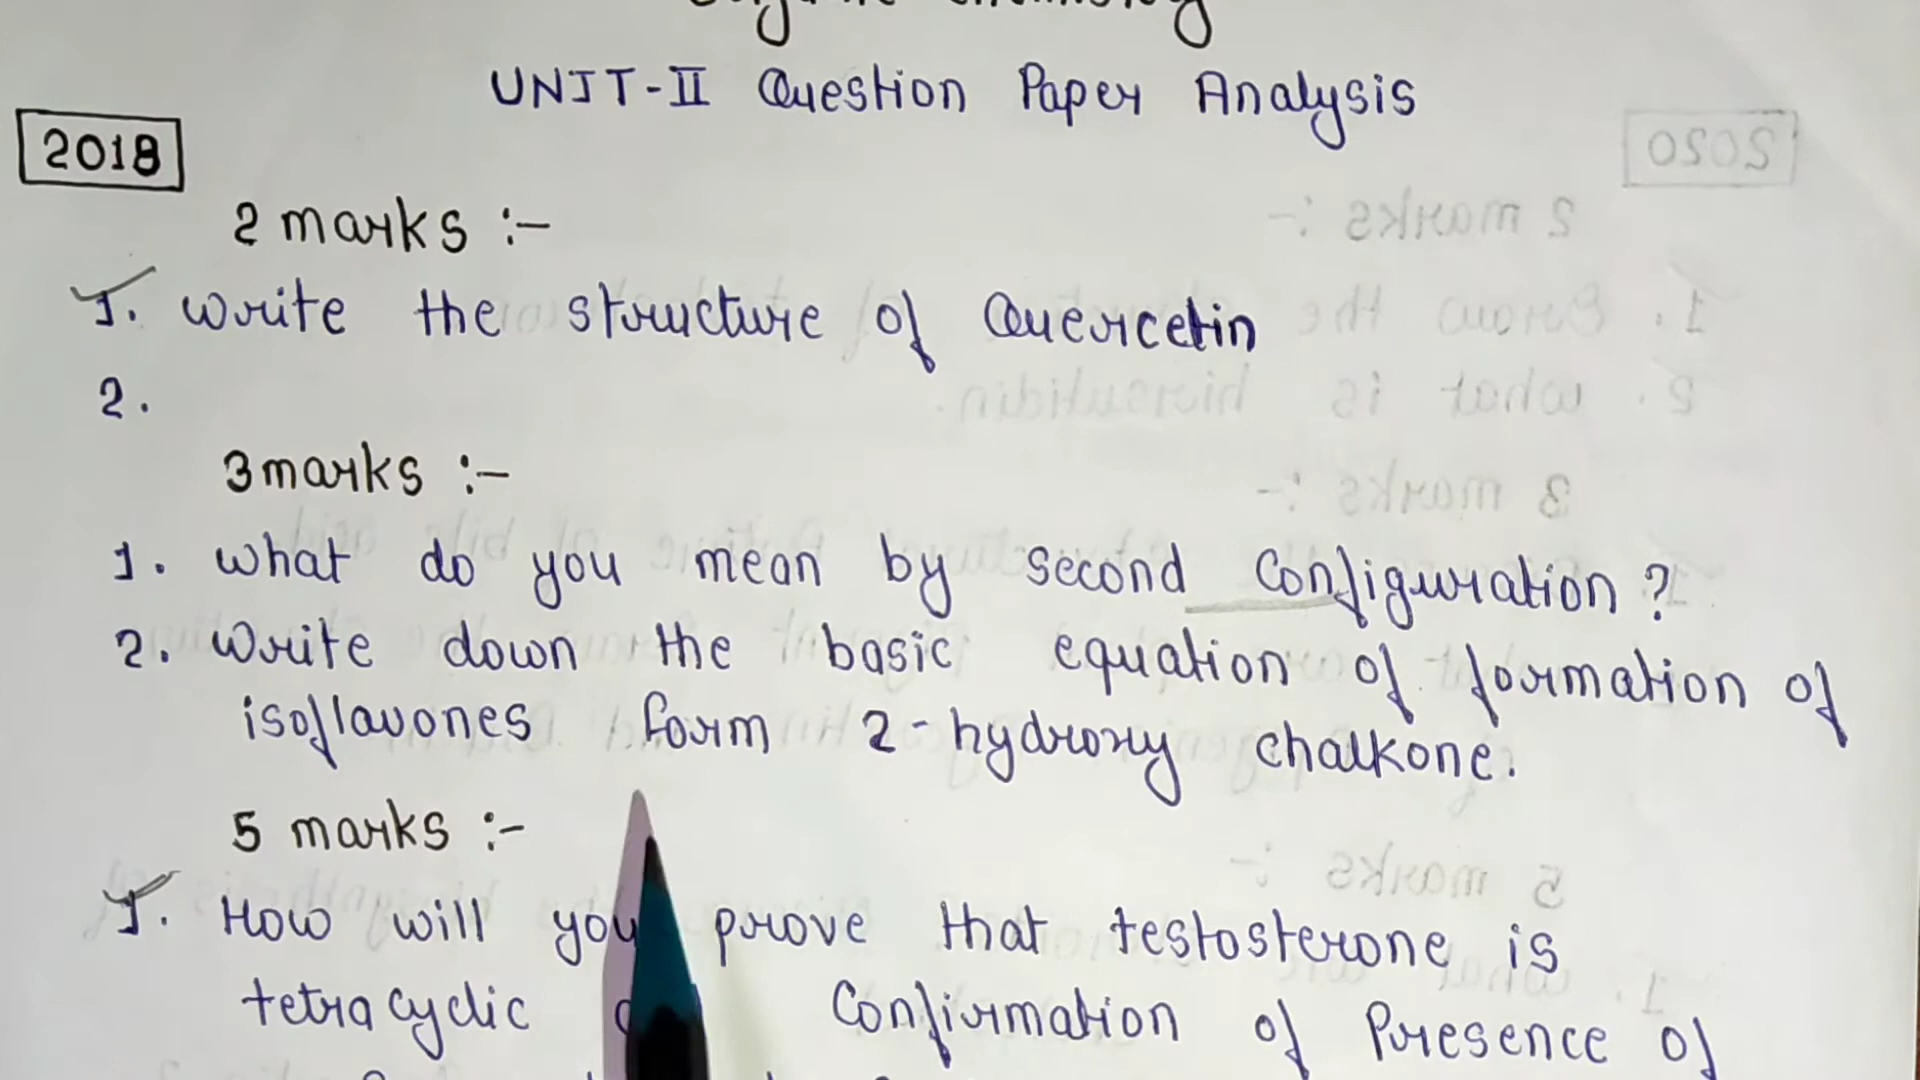 UNIT-II Question Paper Analysis
2018
2 marks :-
1. Write the structure of Quercetin
2.
3 marks :-
1. What do you mean by second Configuration ?
2. Write down the basic equation of formation of
isoflavones form 2-hydroxy chalkone.
5 marks :-
1. How will you prove that testosterone is
tetracyclic Confirmation of Presence of